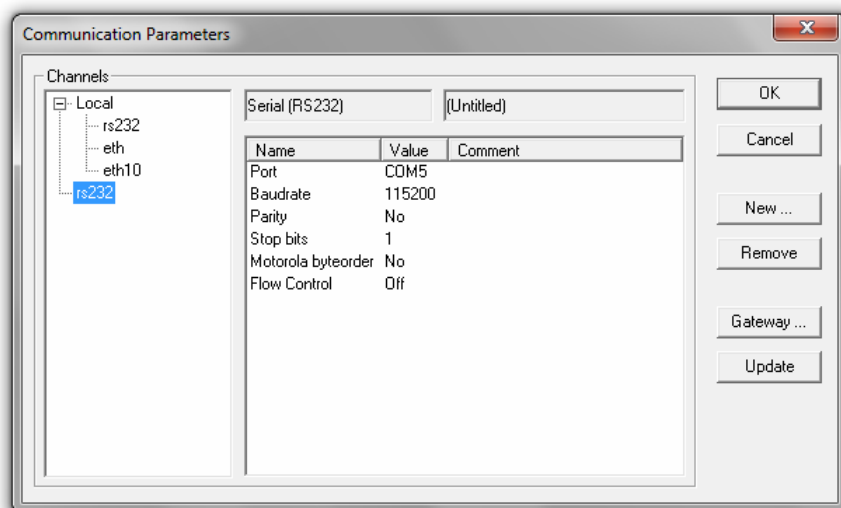 Communication Parameters
Channels
Local
rs232
eth
eth10
rs232
Serial (RS232) (Untitled)
Name Value Comment
Port COM5
Baudrate 115200
Parity No
Stop bits 1
Motorola byteorder No
Flow Control Off
OK
Cancel
New ...
Remove
Gateway ...
Update